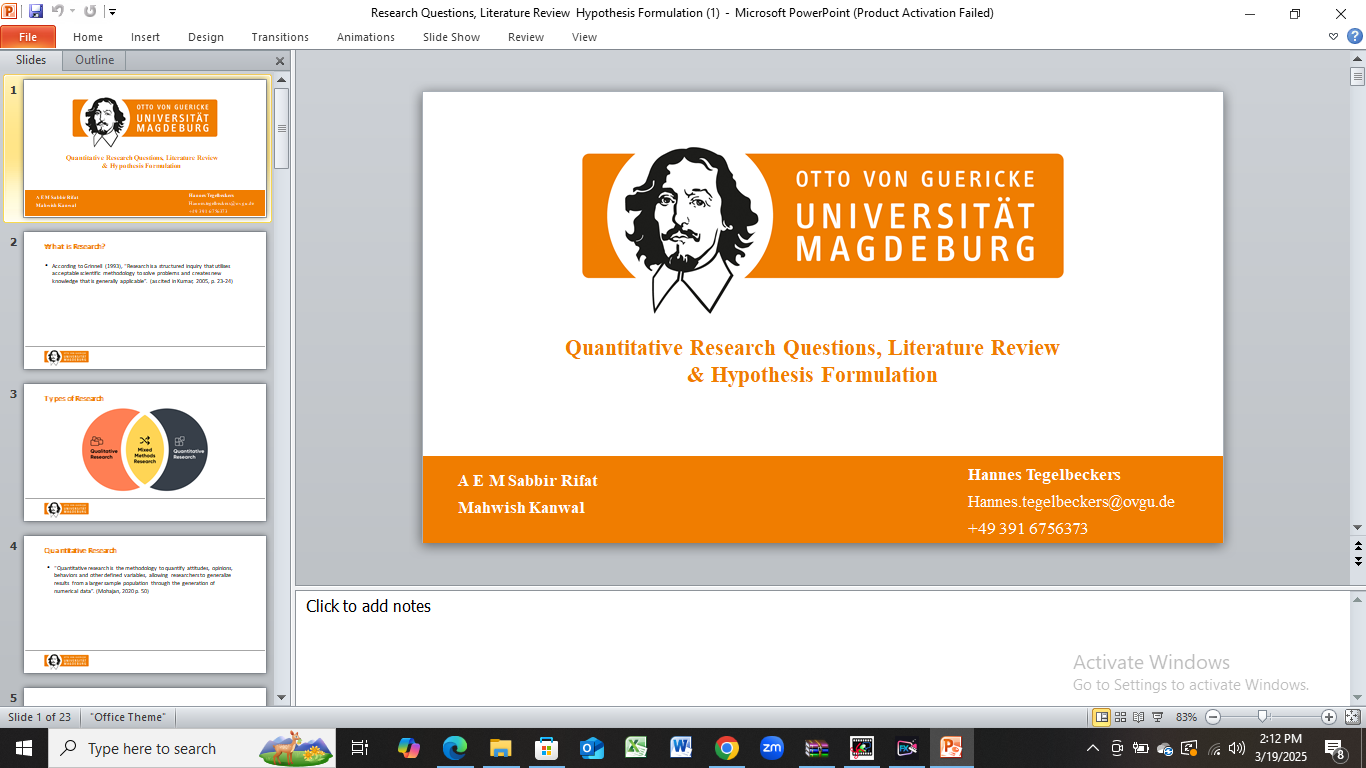 Research Questions, Literature Review  Hypothesis Formulation (1)  -  Microsoft PowerPoint (Product Activation Failed)
File Home Insert Design Transitions Animations Slide Show Review View
Slides Outline
1
OTTO VON GUERICKE
UNIVERSITÄT
MAGDEBURG
Quantitative Research Questions, Literature Review
& Hypothesis Formulation
A E M Sabbir Rifat
Mahwish Kanwal
Hannes Tegelbeckers
Hannes.tegelbeckers@ovgu.de
+49 391 6756373
2
What is Research?
• According to Grinnell (1993), "Research is a structured inquiry that utilises
acceptable scientific methodology to solve problems and creates new
knowledge that is generally applicable". (as cited in Kumar, 2005, p. 23-24)
3
Types of Research
Qualitative
Research
Mixed
Methods
Research
Quantitative
Research
4
Quantitative Research
• "Quantitative research is the methodology to quantify attitudes, opinions,
behaviors and other defined variables, allowing researchers to generalize
results from a larger sample population through the generation of
numerical data". (Mohajan, 2020 p. 50)
5
OTTO VON GUERICKE
UNIVERSITÄT
MAGDEBURG
Quantitative Research Questions, Literature Review
& Hypothesis Formulation
A E M Sabbir Rifat
Mahwish Kanwal
Hannes Tegelbeckers
Hannes.tegelbeckers@ovgu.de
+49 391 6756373
Click to add notes
Activate Windows
Go to Settings to activate Windows.
Slide 1 of 23 "Office Theme" 83%
Type here to search
zm
2:12 PM
3/19/2025
8